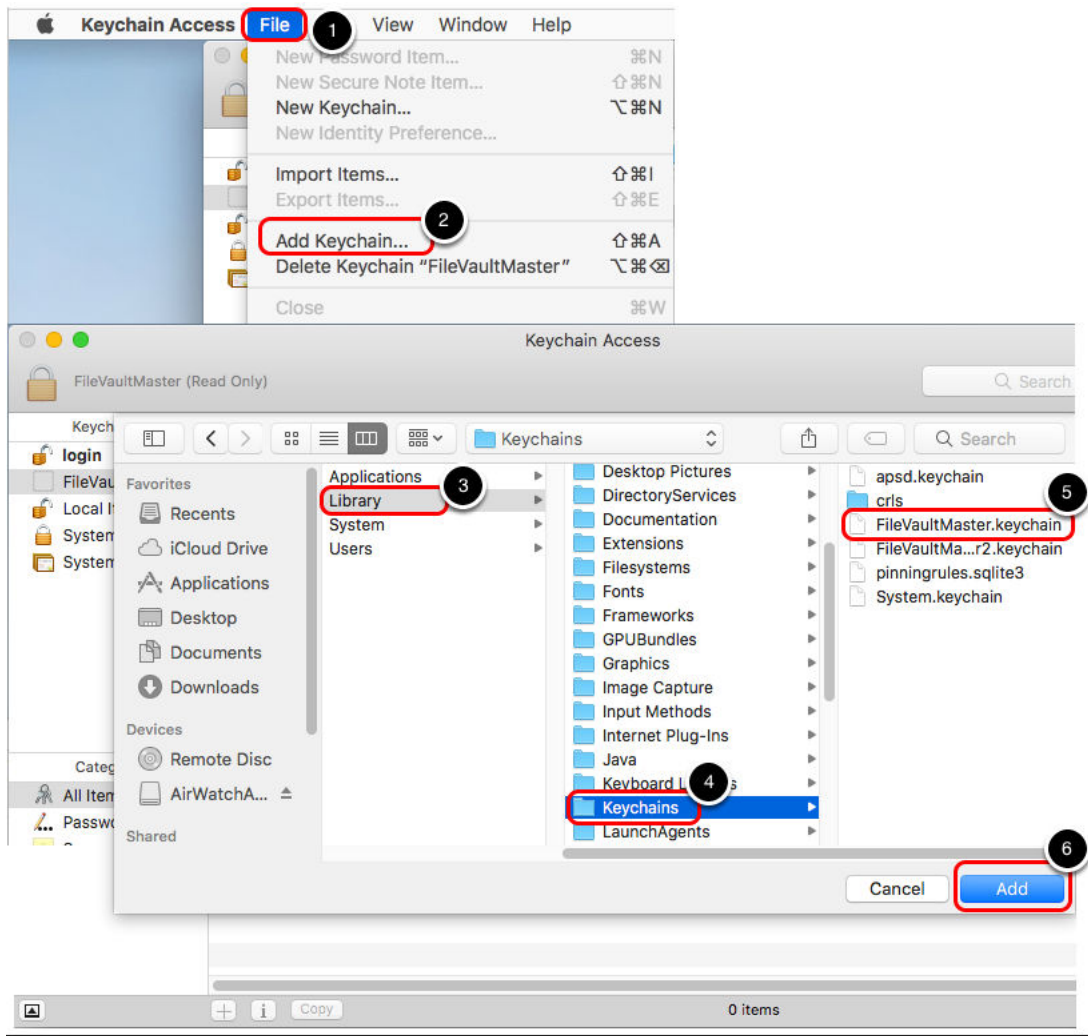 Keychain Access File 1 View Window Help
New Password Item... ⌘N
New Secure Note Item... ⇧⌘N
New Keychain... ⌥⌘N
New Identity Preference...
Import Items... ⇧⌘I
Export Items... ⇧⌘E
2
Add Keychain... ⇧⌘A
Delete Keychain “FileVaultMaster” ⌥⌘⌫
Close ⌘W
Keychain Access
FileVaultMaster (Read Only)
Search
Keych
login
FileVau
Local I
System
System
Keychains
Search
Favorites
Recents
iCloud Drive
Applications
Desktop
Documents
Downloads
Devices
Remote Disc
AirWatchA...
Shared
Applications
Library
3
System
Users
Desktop Pictures
DirectoryServices
Documentation
Extensions
Filesystems
Fonts
Frameworks
GPUBundles
Graphics
Image Capture
Input Methods
Internet Plug-Ins
Java
Keyboard L
4
s
Keychains
LaunchAgents
apsd.keychain
5
crls
FileVaultMaster.keychain
FileVaultMa...r2.keychain
pinningrules.sqlite3
System.keychain
Categ
All Item
Passwo
6
Cancel
Add
Copy
0 items